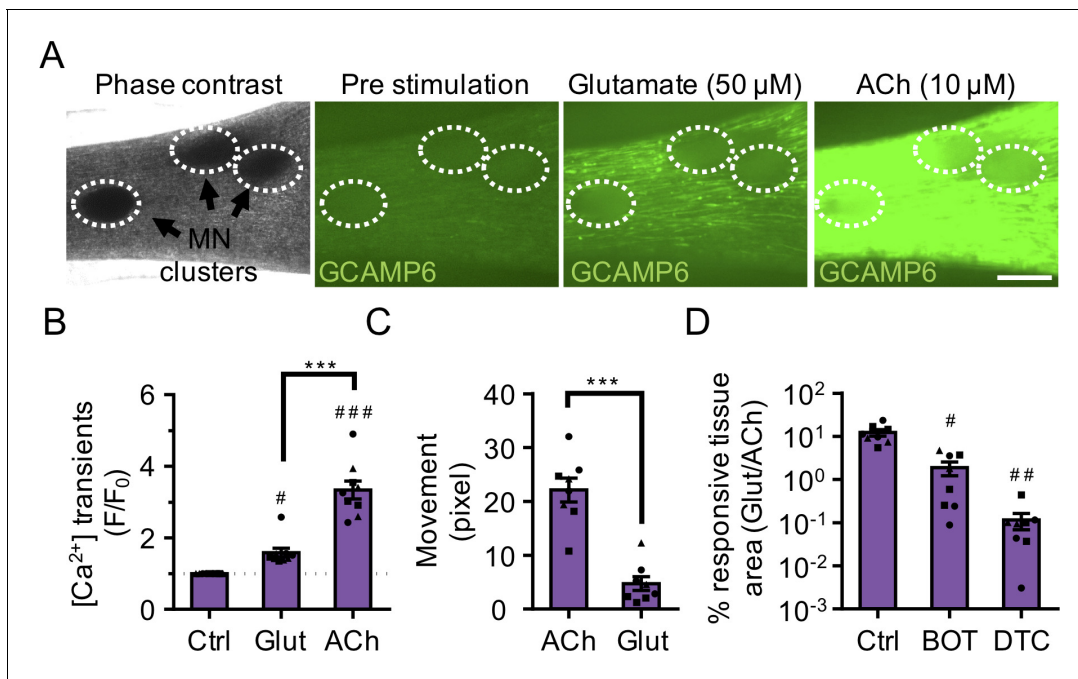 A
Phase contrast
Pre stimulation
Glutamate (50 µM)
ACh (10 µM)
MN
clusters
GCAMP6
GCAMP6
GCAMP6
B
[Ca²⁺] transients
(F/F₀)
6
4
2
0
***
#
###
Ctrl
Glut
ACh
C
Movement
(pixel)
40
30
20
10
0
***
ACh
Glut
D
% responsive tissue
area (Glut/ACh)
10²
10¹
10⁰
10⁻¹
10⁻²
10⁻³
#
##
Ctrl
BOT
DTC